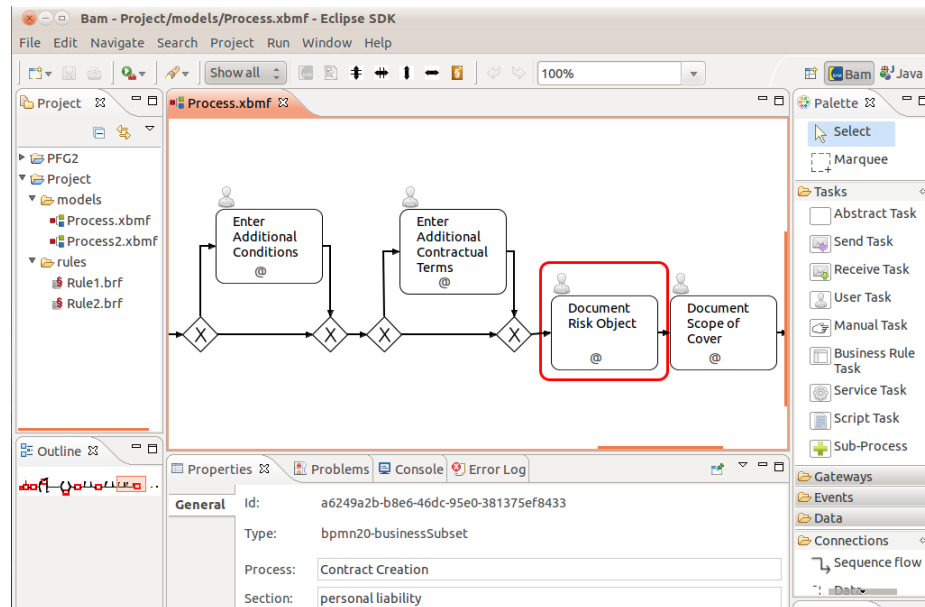 Bam - Project/models/Process.xbmf - Eclipse SDK
File Edit Navigate Search Project Run Window Help
Show all
100%
Bam
Java
Project
Process.xbmf
Palette
PFG2
Project
models
Process.xbmf
Process2.xbmf
rules
Rule1.brf
Rule2.brf
Enter
Additional
Conditions
@
Enter
Additional
Contractual
Terms
@
Document
Risk Object
@
Document
Scope of
Cover
@
X
X
X
X
Select
Marquee
Tasks
Abstract Task
Send Task
Receive Task
User Task
Manual Task
Business Rule
Task
Service Task
Script Task
Sub-Process
Gateways
Events
Data
Connections
Sequence flow
Data
Outline
Properties
Problems
Console
Error Log
General
Id: a6249a2b-b8e6-46dc-95e0-381375ef8433
Type: bpmn20-businessSubset
Process: Contract Creation
Section: personal liability